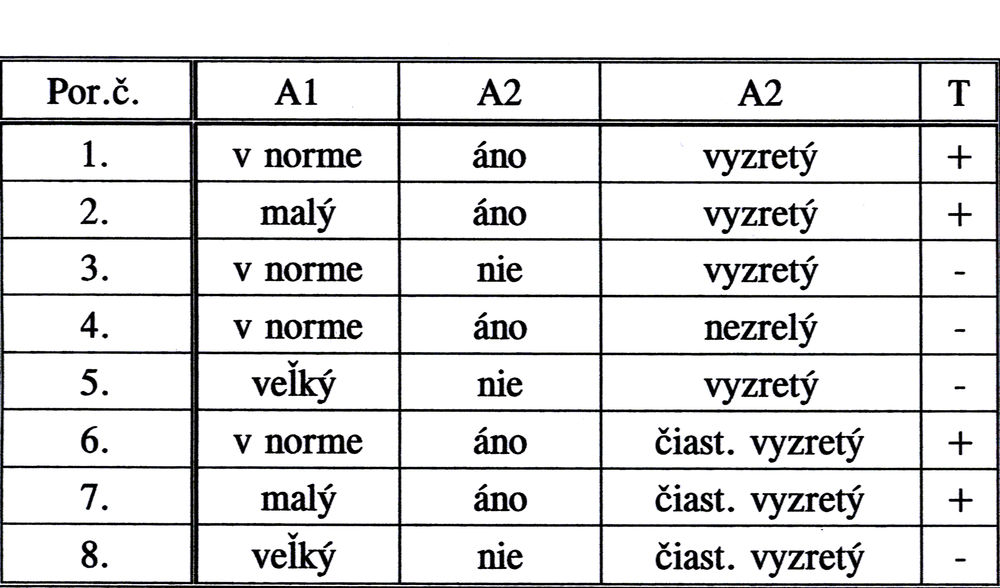 Por.č. A1 A2 A2 T
1. v norme áno vyzretý +
2. malý áno vyzretý +
3. v norme nie vyzretý -
4. v norme áno nezrelý -
5. veľký nie vyzretý -
6. v norme áno čiast. vyzretý +
7. malý áno čiast. vyzretý +
8. veľký nie čiast. vyzretý -